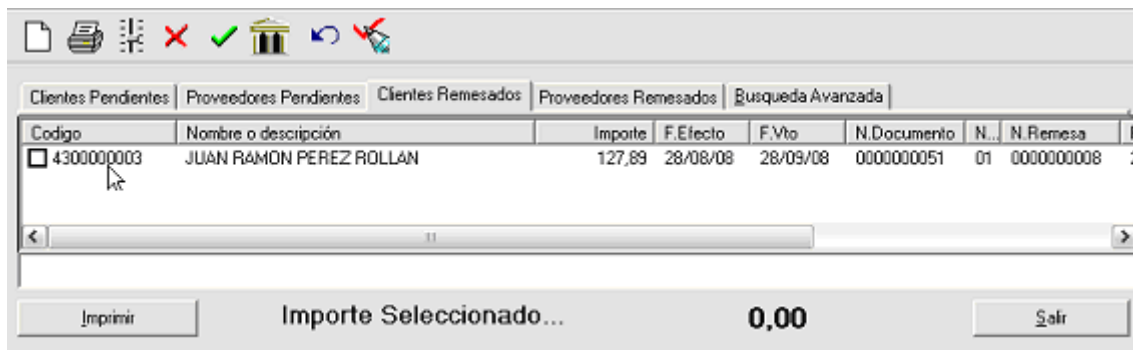 Clientes Pendientes Proveedores Pendientes Clientes Remesados Proveedores Remesados Busqueda Avanzada
Codigo Nombre o descripción Importe F.Efecto F.Vto N.Documento N... N.Remesa
4300000003 JUAN RAMON PEREZ ROLLAN 127,89 28/08/08 28/09/08 0000000051 01 0000000008
Imprimir Importe Seleccionado... 0,00 Salir